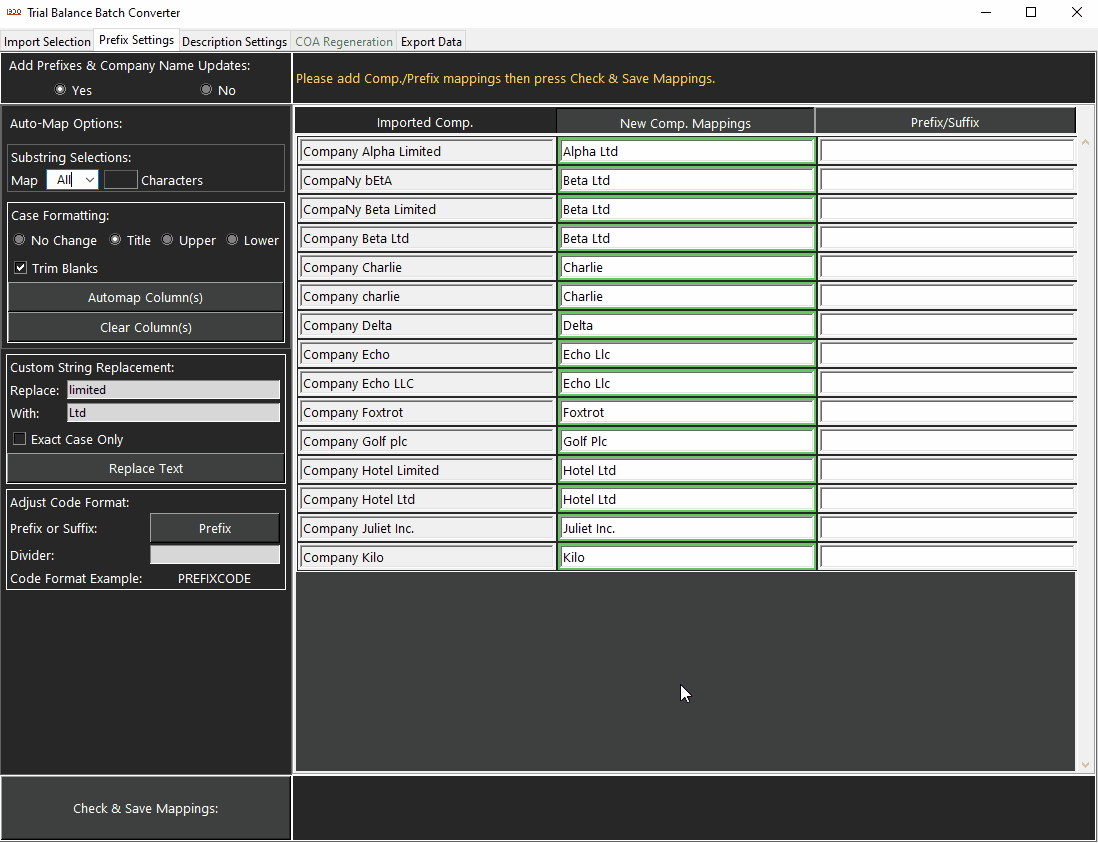 1320 Trial Balance Batch Converter
Import Selection Prefix Settings Description Settings COA Regeneration Export Data
Add Prefixes & Company Name Updates:
Yes No
Please add Comp./Prefix mappings then press Check & Save Mappings.
Auto-Map Options:
Substring Selections:
Map All Characters
Case Formatting:
No Change Title Upper Lower
Trim Blanks
Automap Column(s)
Clear Column(s)
Custom String Replacement:
Replace: limited
With: Ltd
Exact Case Only
Replace Text
Adjust Code Format:
Prefix or Suffix: Prefix
Divider:
Code Format Example: PREFIXCODE
Check & Save Mappings:
Imported Comp. New Comp. Mappings Prefix/Suffix
Company Alpha Limited Alpha Ltd
CompaNy bEtA Beta Ltd
CompaNy Beta Limited Beta Ltd
Company Beta Ltd Beta Ltd
Company Charlie Charlie
Company charlie Charlie
Company Delta Delta
Company Echo Echo Llc
Company Echo LLC Echo Llc
Company Foxtrot Foxtrot
Company Golf plc Golf Plc
Company Hotel Limited Hotel Ltd
Company Hotel Ltd Hotel Ltd
Company Juliet Inc. Juliet Inc.
Company Kilo Kilo